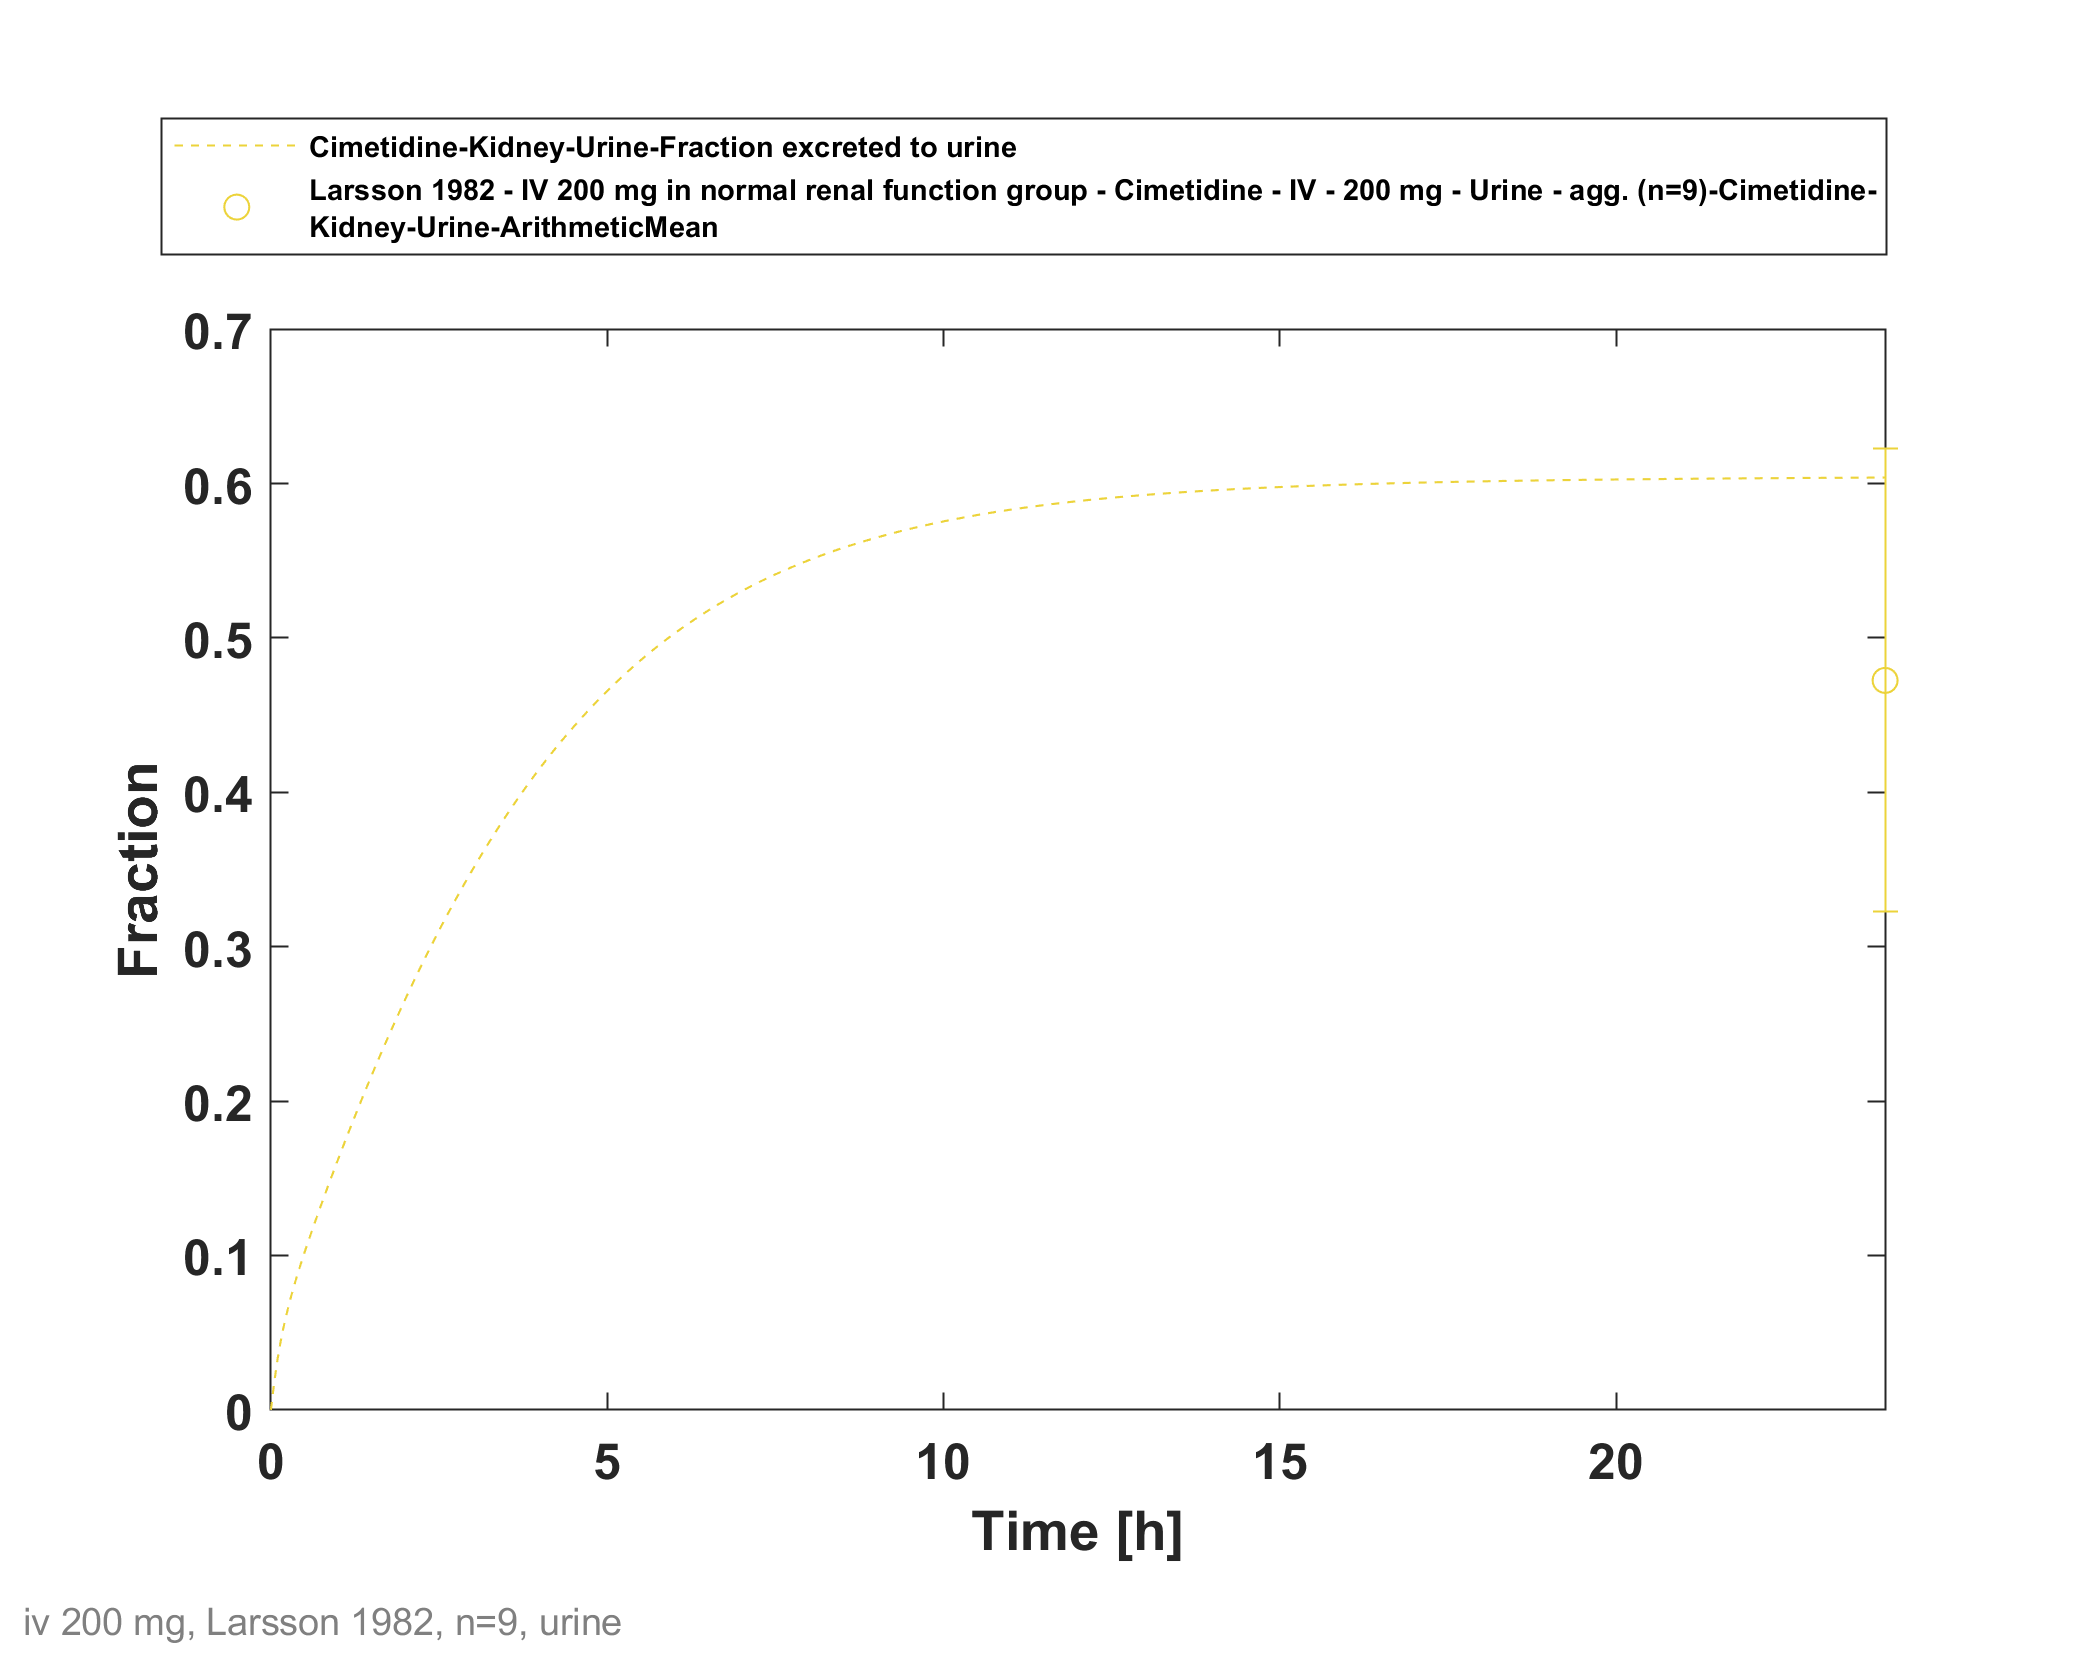 Cimetidine-Kidney-Urine-Fraction excreted to urine
Larsson 1982 - IV 200 mg in normal renal function group - Cimetidine - IV - 200 mg - Urine - agg. (n=9)-Cimetidine-
Kidney-Urine-ArithmeticMean
0.7
0.6
0.5
0.4
0.3
0.2
0.1
0
Fraction
0 5 10 15 20
Time [h]
iv 200 mg, Larsson 1982, n=9, urine